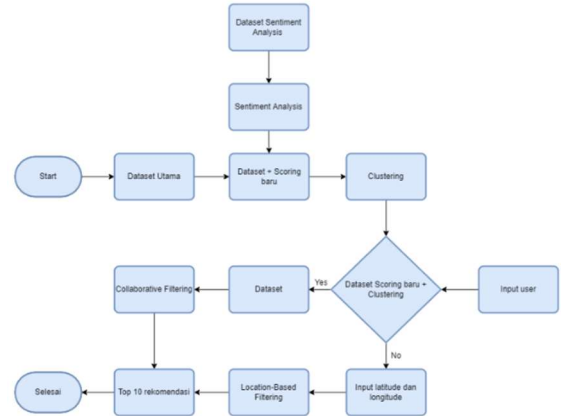 Dataset Sentiment
Analysis
Sentiment Analysis
Start
Dataset Utama
Dataset + Scoring
baru
Clustering
Collaborative Filtering
Dataset
Yes
Dataset Scoring baru +
Clustering
Input user
No
Selesai
Top 10 rekomendasi
Location-Based
Filtering
Input latitude dan
longitude